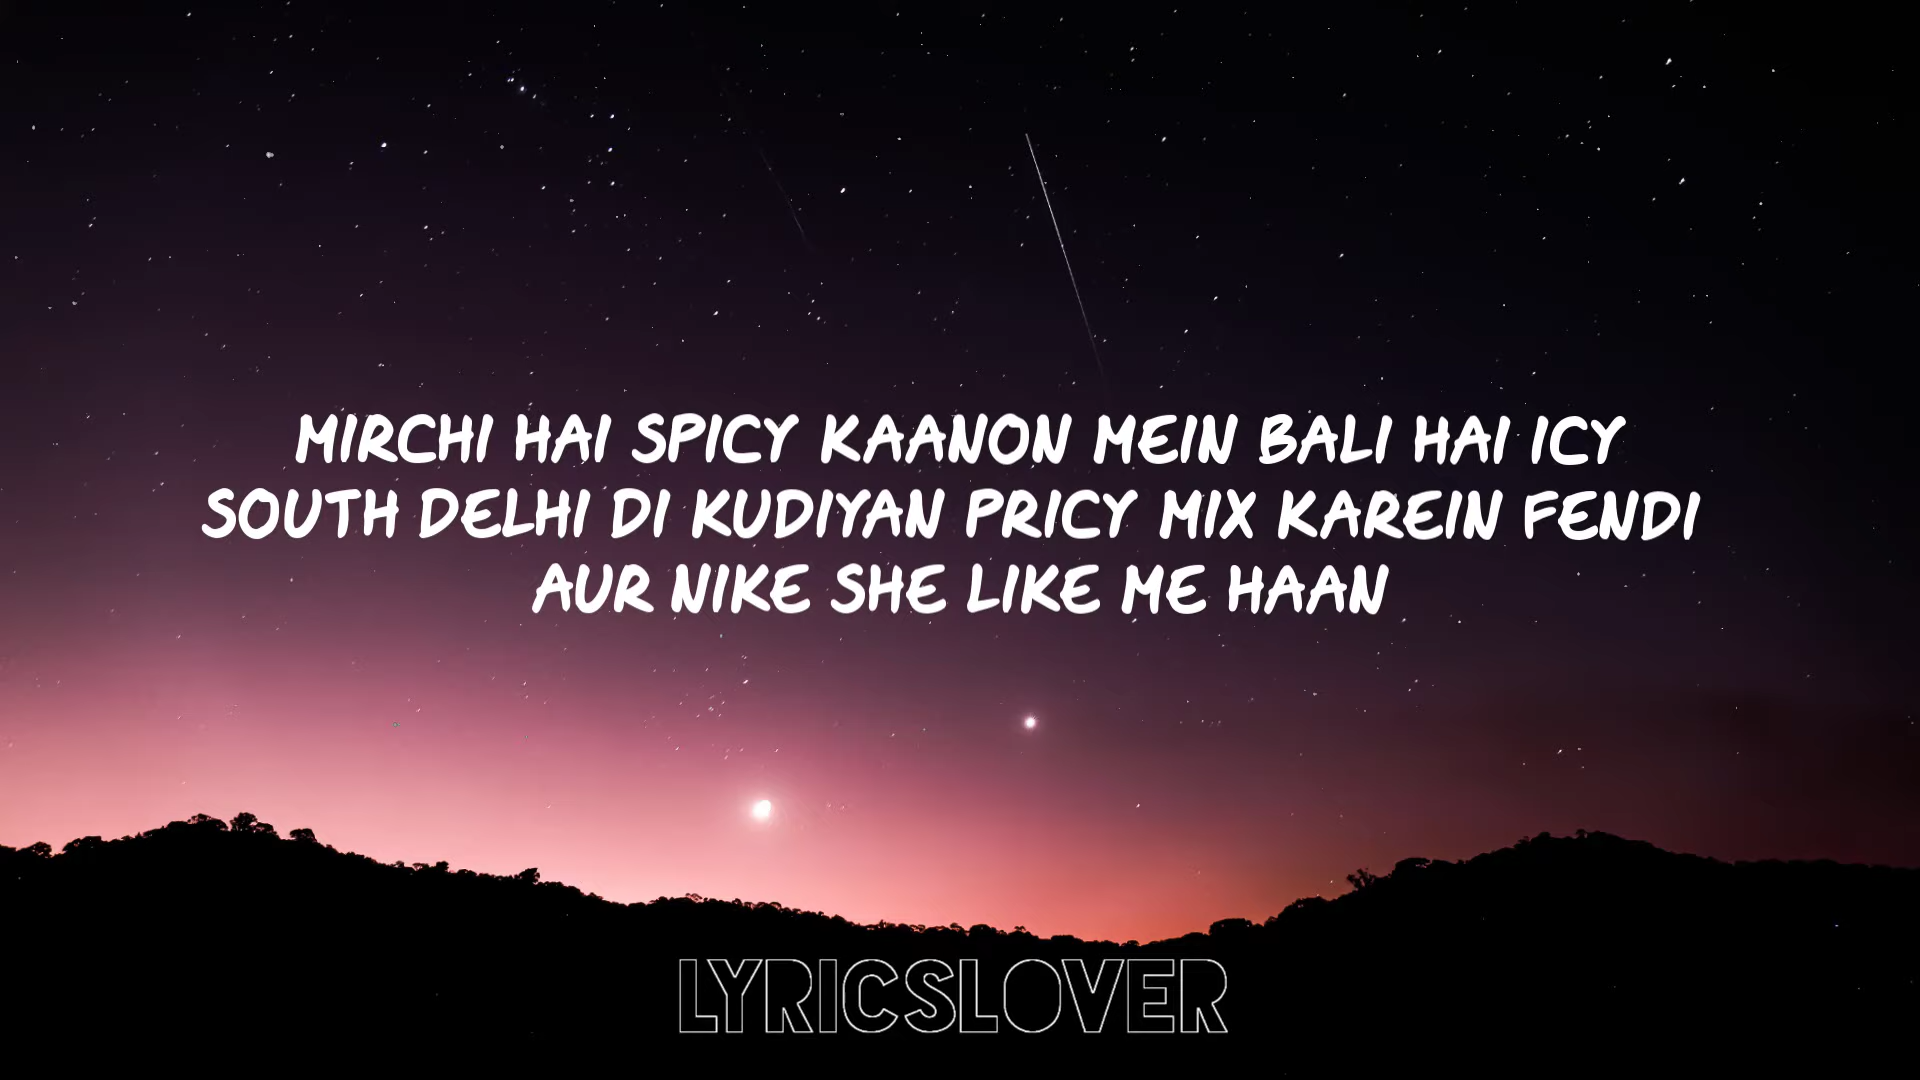 MIRCHI HAI SPICY KAANON MEIN BALI HAI ICY
SOUTH DELHI DI KUDIYAN PRICY MIX KAREIN FENDI
AUR NIKE SHE LIKE ME HAAN
LYRICSLOVER